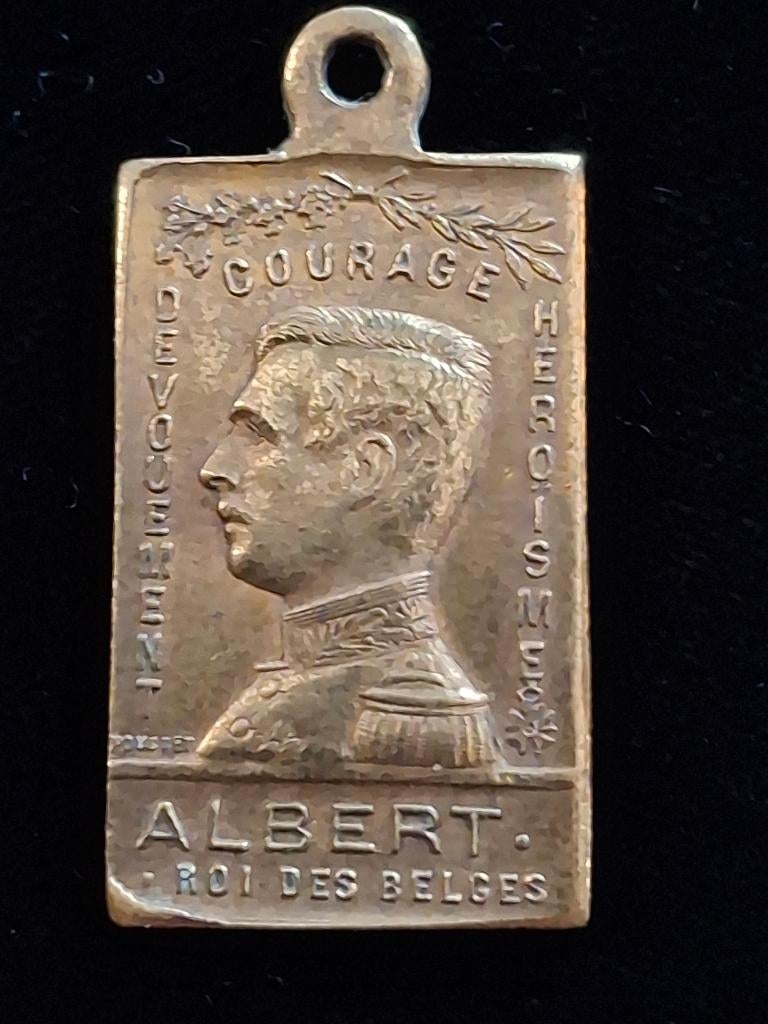 COURAGE
DEVOUEMENT
HEROISME
ALBERT.
· ROI DES BELGES